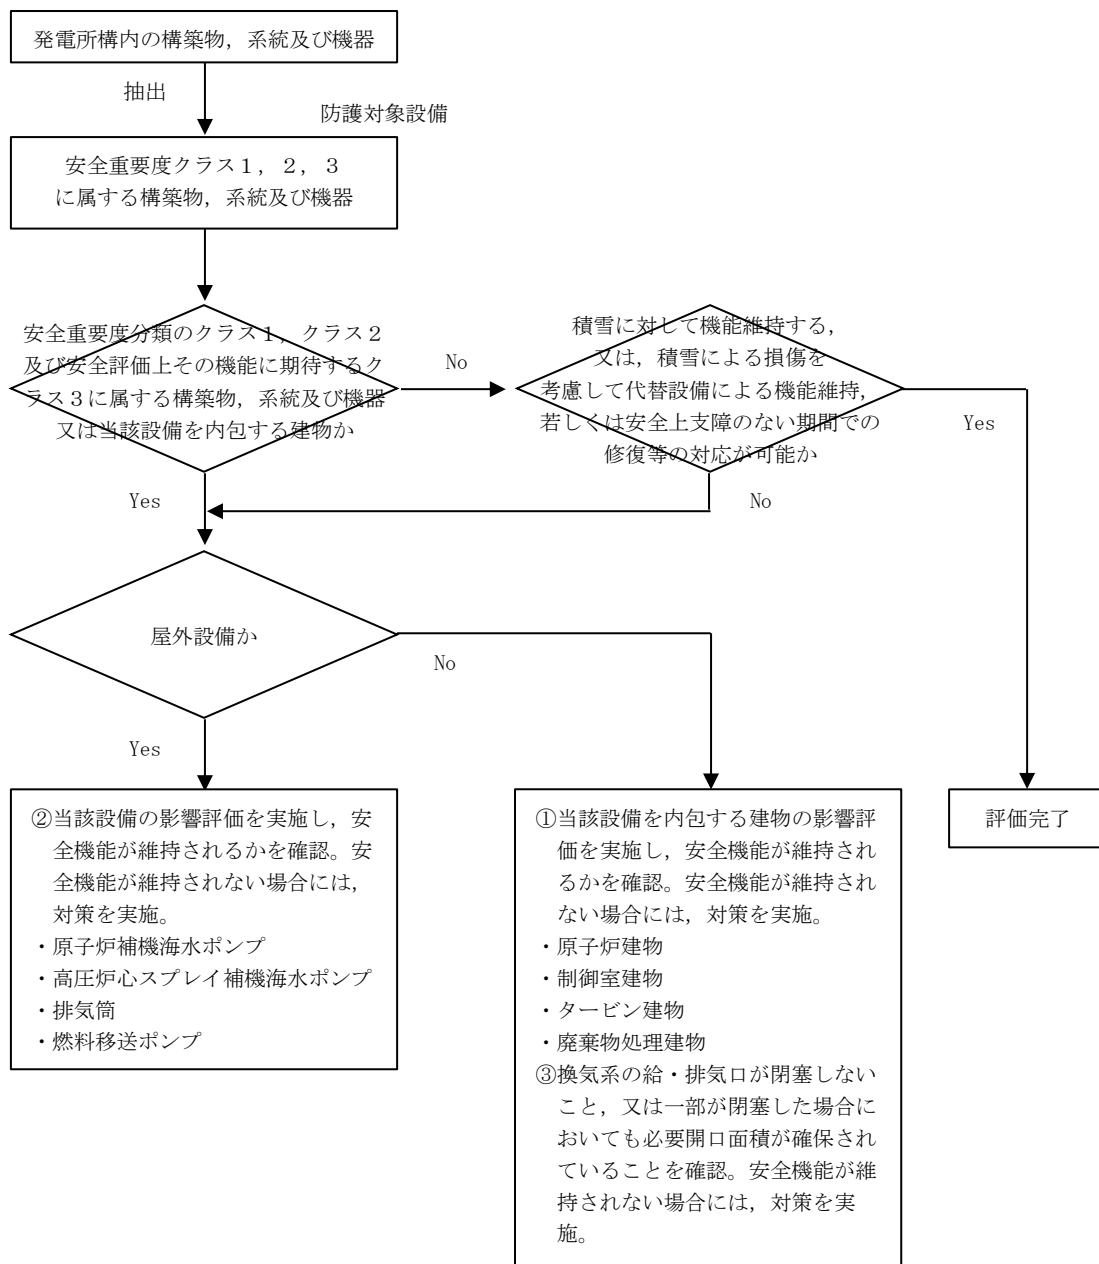 発電所構内の構築物，系統及び機器
抽出
防護対象設備
安全重要度クラス１，２，３
に属する構築物，系統及び機器
安全重要度分類のクラス１，クラス２
及び安全評価上その機能に期待するク
ラス３に属する構築物，系統及び機器
又は当該設備を内包する建物か
No
積雪に対して機能維持する，
又は，積雪による損傷を
考慮して代替設備による機能維持，
若しくは安全上支障のない期間での
修復等の対応が可能か
Yes
Yes
No
屋外設備か
No
Yes
②当該設備の影響評価を実施し，安
全機能が維持されるかを確認。安
全機能が維持されない場合には，
対策を実施。
・原子炉補機海水ポンプ
・高圧炉心スプレイ補機海水ポンプ
・排気筒
・燃料移送ポンプ
①当該設備を内包する建物の影響評
価を実施し，安全機能が維持され
るかを確認。安全機能が維持され
ない場合には，対策を実施。
・原子炉建物
・制御室建物
・タービン建物
・廃棄物処理建物
③換気系の給・排気口が閉塞しない
こと，又は一部が閉塞した場合に
おいても必要開口面積が確保され
ていることを確認。安全機能が維
持されない場合には，対策を実
施。
評価完了